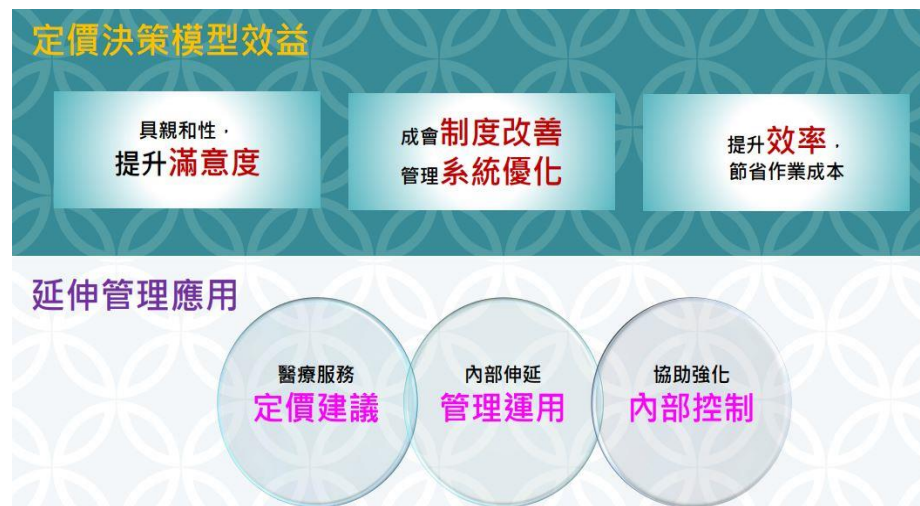 定價決策模型效益
具親和性，
提升滿意度
成會制度改善
管理系統優化
提升效率，
節省作業成本
延伸管理應用
醫療服務
定價建議
內部伸延
管理運用
協助強化
內部控制